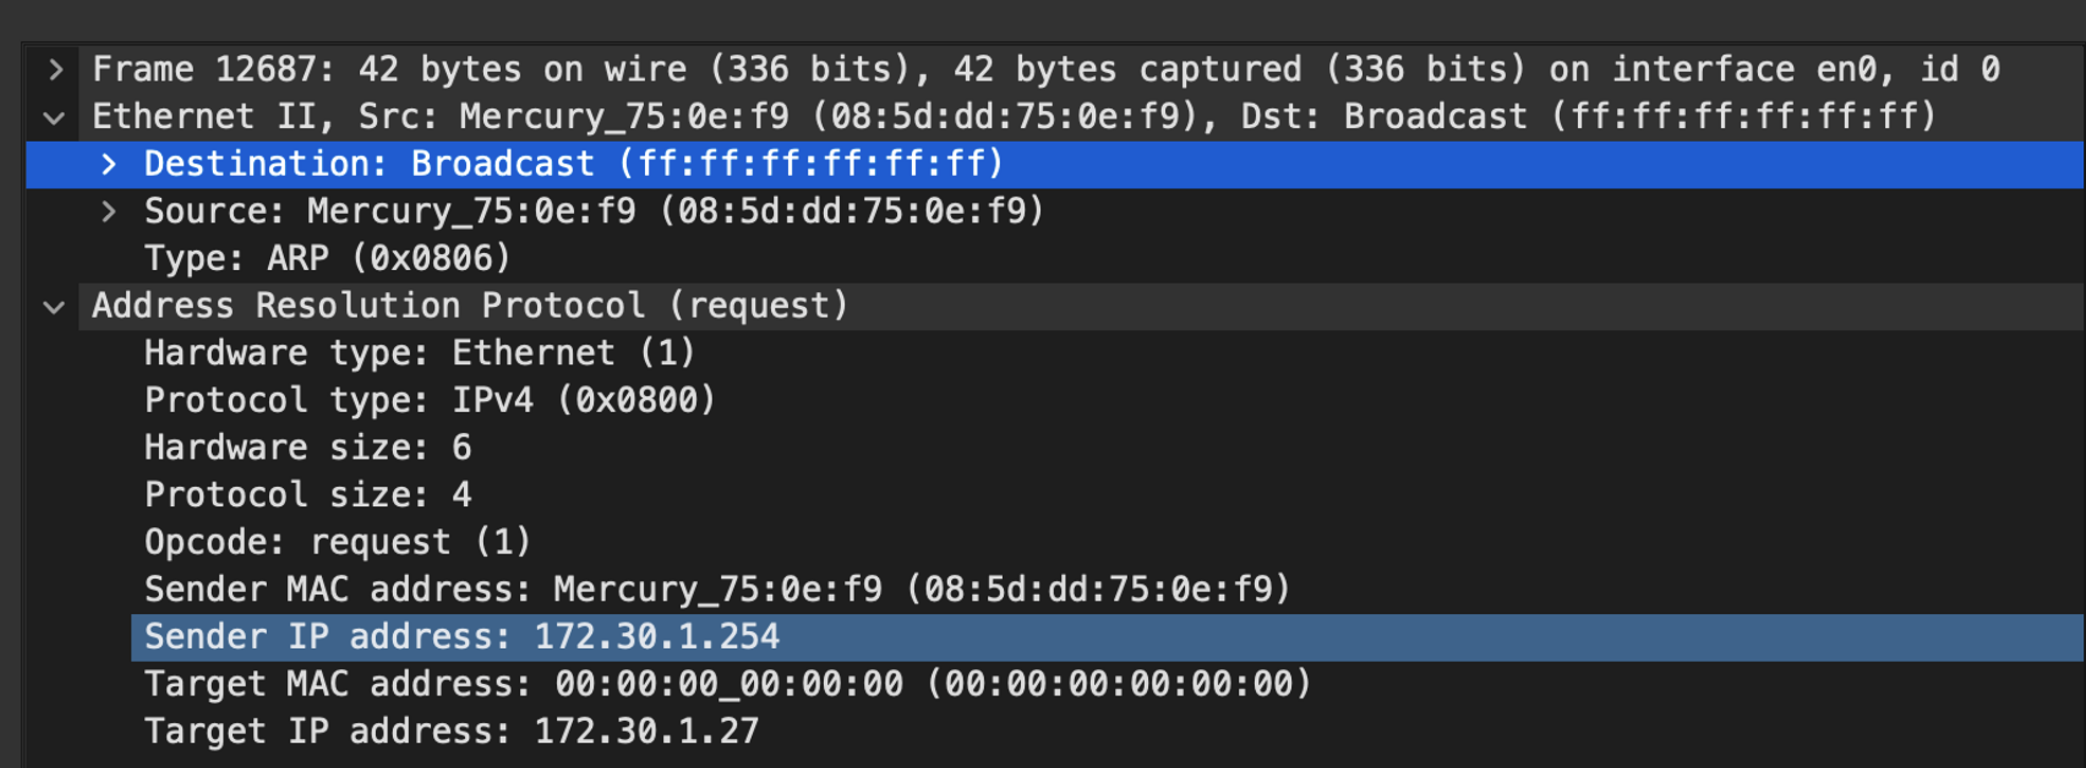 Frame 12687: 42 bytes on wire (336 bits), 42 bytes captured (336 bits) on interface en0, id 0
Ethernet II, Src: Mercury_75:0e:f9 (08:5d:dd:75:0e:f9), Dst: Broadcast (ff:ff:ff:ff:ff:ff)
Destination: Broadcast (ff:ff:ff:ff:ff:ff)
Source: Mercury_75:0e:f9 (08:5d:dd:75:0e:f9)
Type: ARP (0x0806)
Address Resolution Protocol (request)
Hardware type: Ethernet (1)
Protocol type: IPv4 (0x0800)
Hardware size: 6
Protocol size: 4
Opcode: request (1)
Sender MAC address: Mercury_75:0e:f9 (08:5d:dd:75:0e:f9)
Sender IP address: 172.30.1.254
Target MAC address: 00:00:00_00:00:00 (00:00:00:00:00:00)
Target IP address: 172.30.1.27